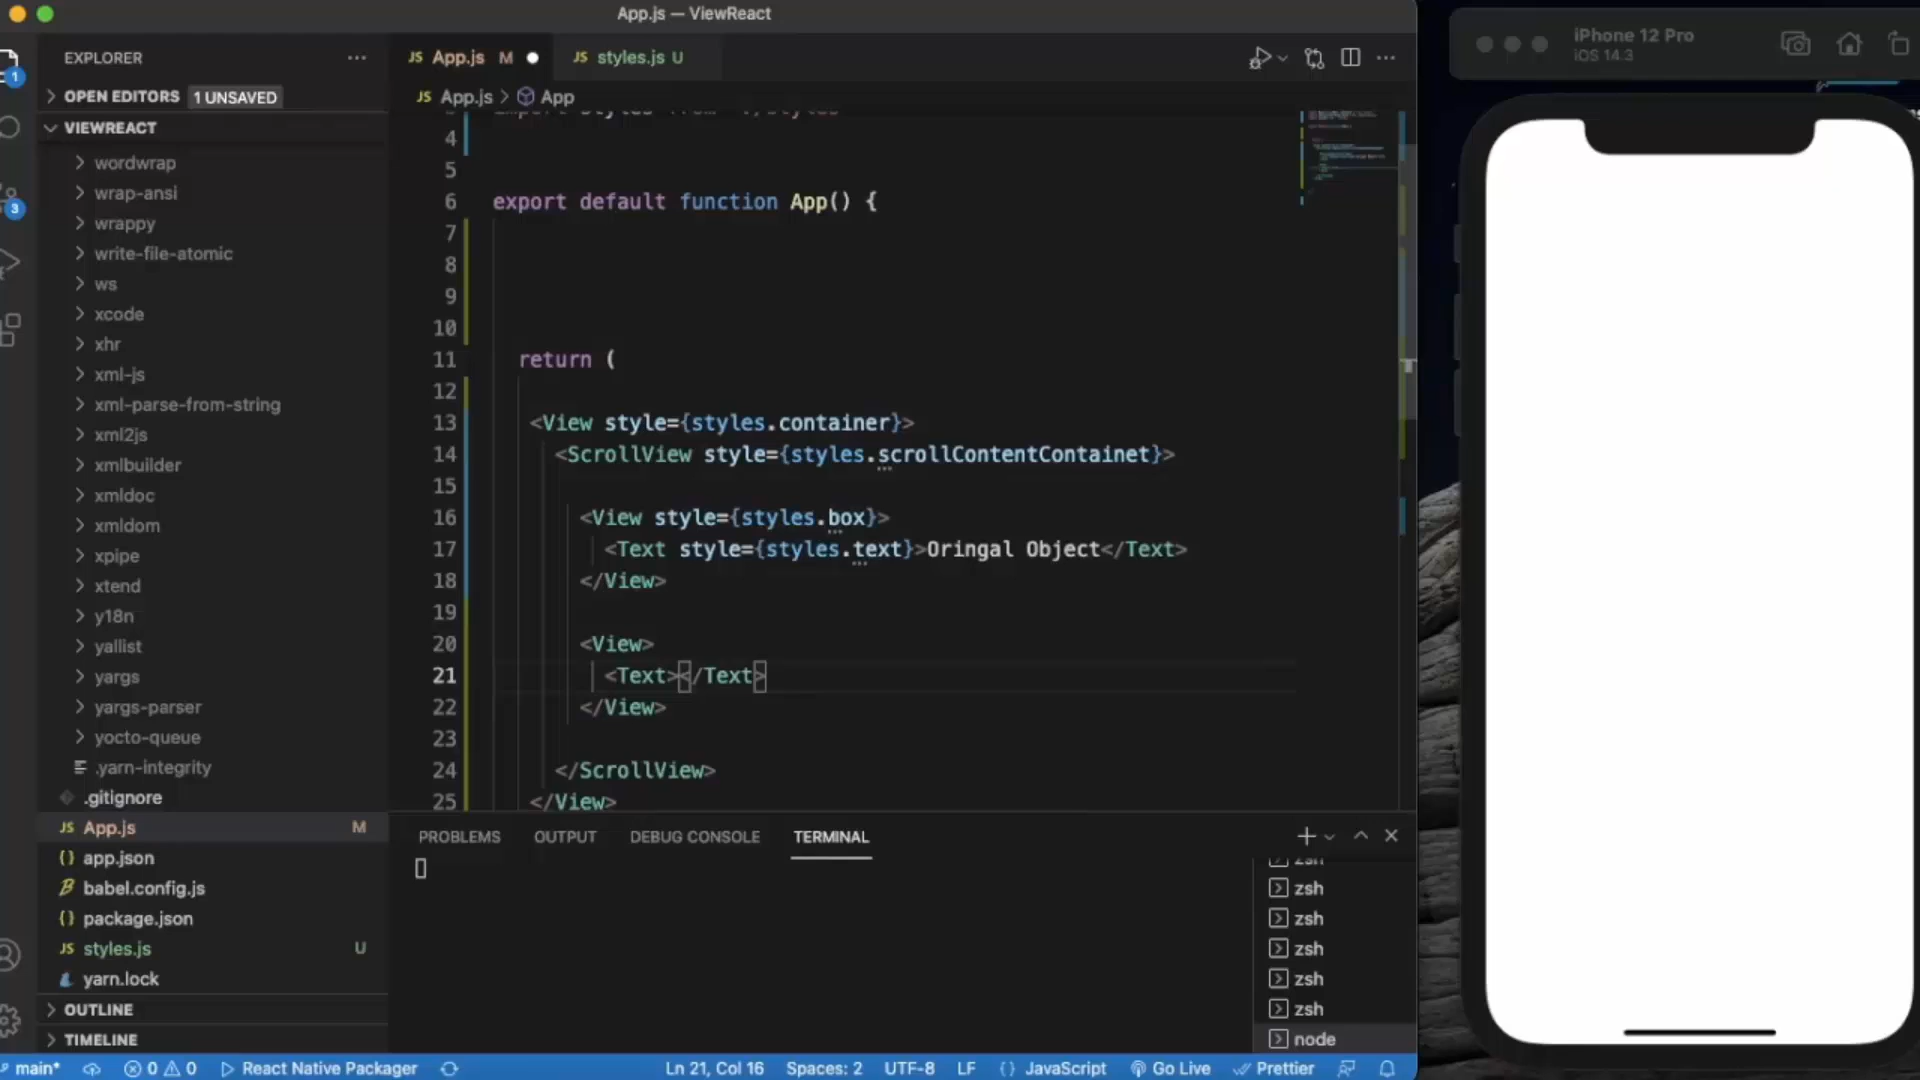 App.js — ViewReact
EXPLORER
OPEN EDITORS 1 UNSAVED
VIEWREACT
wordwrap
wrap-ansi
wrappy
write-file-atomic
ws
xcode
xhr
xml-js
xml-parse-from-string
xml2js
xmlbuilder
xmldoc
xmldom
xpipe
xtend
y18n
yallist
yargs
yargs-parser
yocto-queue
.yarn-integrity
.gitignore
JS App.js M
{} app.json
babel.config.js
{} package.json
JS styles.js U
yarn.lock
OUTLINE
TIMELINE
1
3
JS App.js M
JS styles.js U
JS App.js > App
4
5
6 export default function App() {
7
8
9
10
11 return (
12
13 <View style={styles.container}>
14 <ScrollView style={styles.scrollContentContainet}>
15
16 <View style={styles.box}>
17 <Text style={styles.text}>Oringal Object</Text>
18 </View>
19
20 <View>
21 <Text></Text>
22 </View>
23
24 </ScrollView>
25 </View>
PROBLEMS OUTPUT DEBUG CONSOLE TERMINAL
zsh
zsh
zsh
zsh
zsh
zsh
node
main* 0 0 React Native Packager Ln 21, Col 16 Spaces: 2 UTF-8 LF {} JavaScript Go Live Prettier
iPhone 12 Pro
iOS 14.3